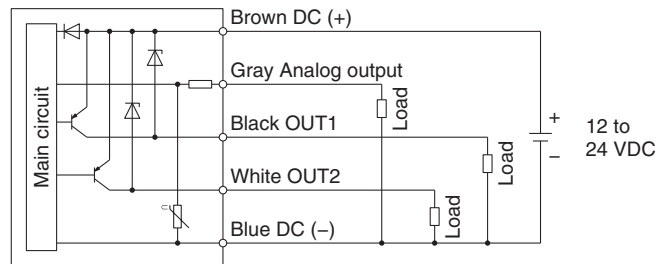 Brown DC (+)
Gray Analog output
Black OUT1
White OUT2
Blue DC (−)
Main circuit
Load
Load
Load
+
−
12 to
24 VDC